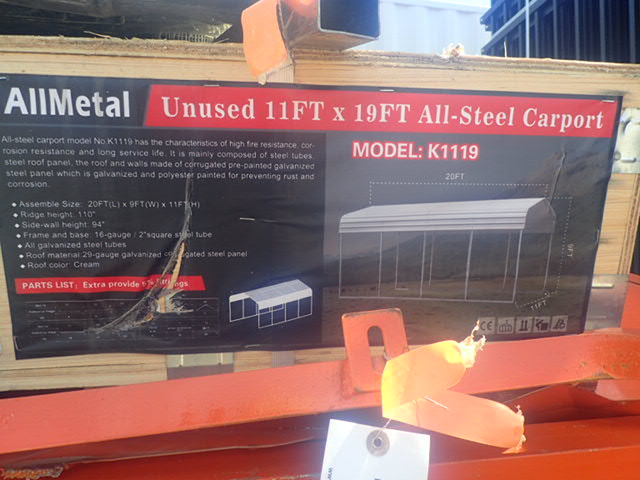 AllMetal
Unused 11FT x 19FT All-Steel Carport
All-steel carport model No.K1119 has the characteristics of high fire resistance, cor-
rosion resistance and long service life. It is mainly composed of steel tubes,
steel roof panel, the roof and walls made of corrugated pre-painted galvanized
steel panel which is galvanized and polyester painted for preventing rust and
corrosion.
Assemble Size: 20FT(L) x 9FT(W) x 11FT(H)
Ridge height: 110"
Side-wall height: 94"
Frame and base: 16-gauge / 2"square steel tube
All galvanized steel tubes
Roof material:29-gauge galvanized corrugated steel panel
Roof color: Cream
PARTS LIST: Extra provide 5% fittings
MODEL: K1119
20FT
9FT
11FT
CE